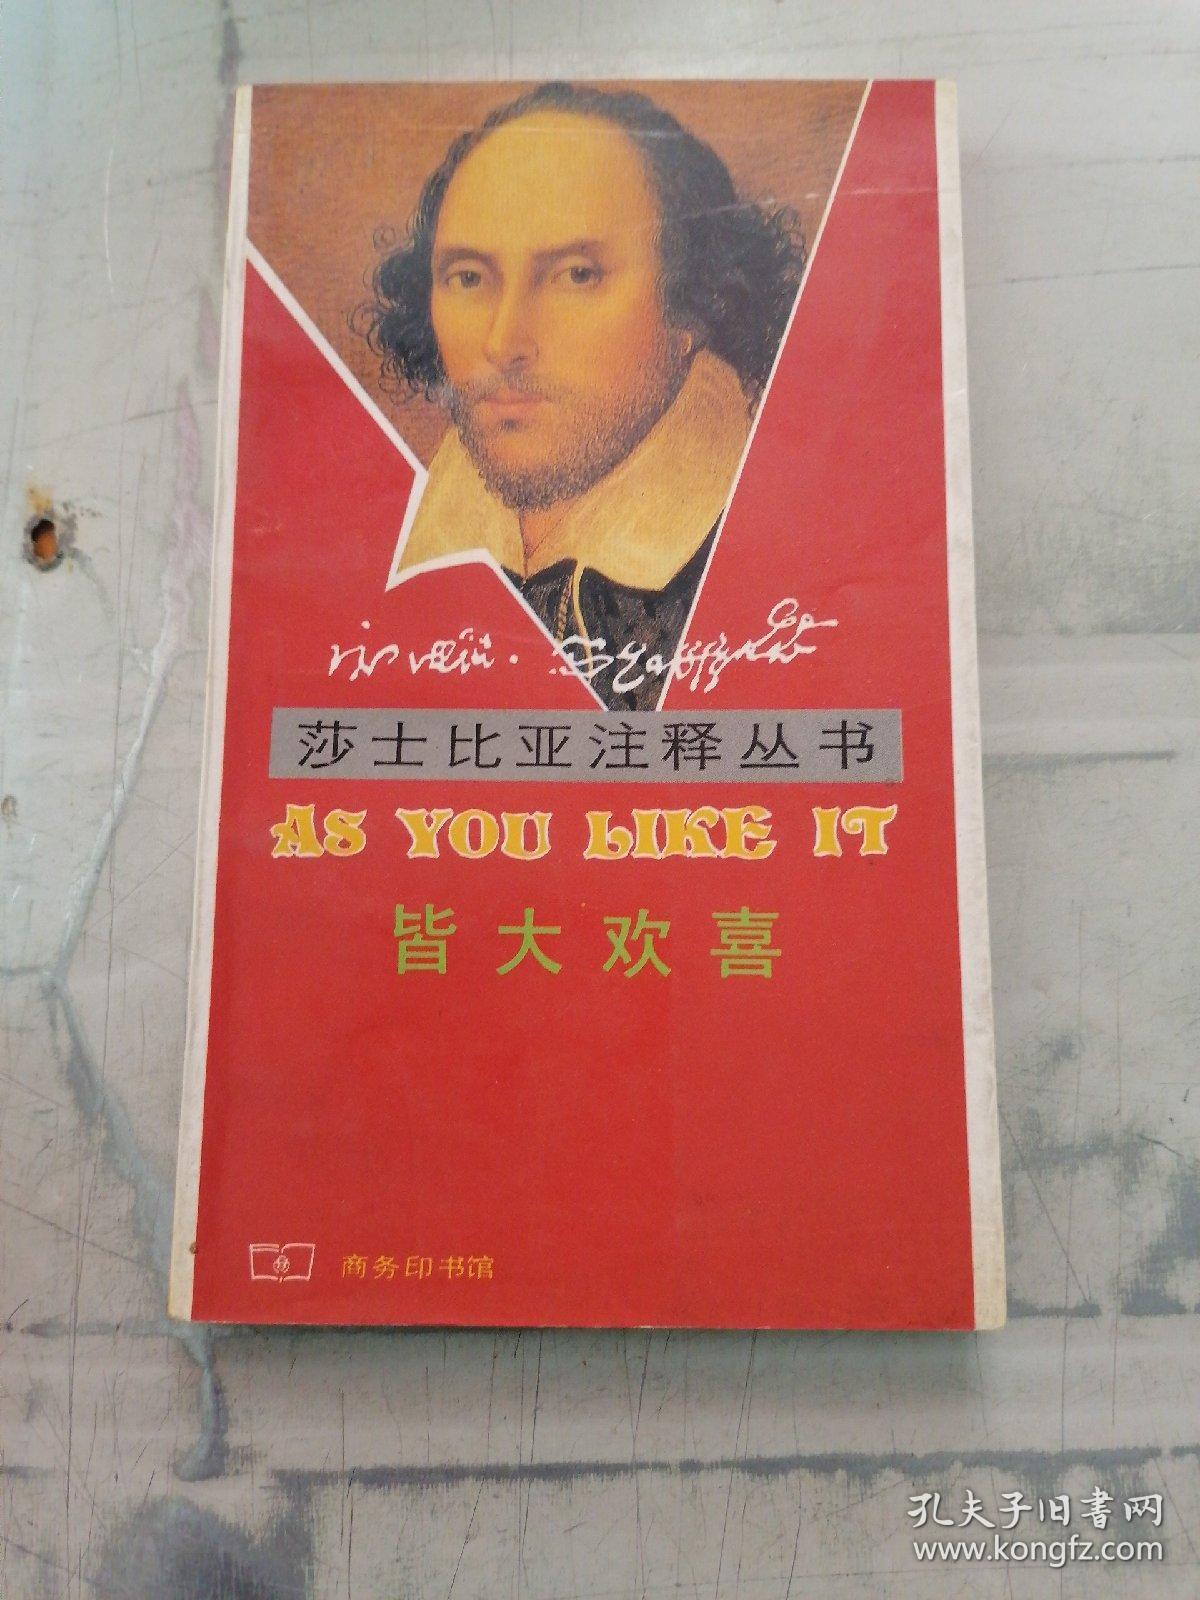 莎士比亚注释丛书
AS YOU LIKE IT
皆大欢喜
商务印书馆
孔夫子旧书网
www.kongfz.com